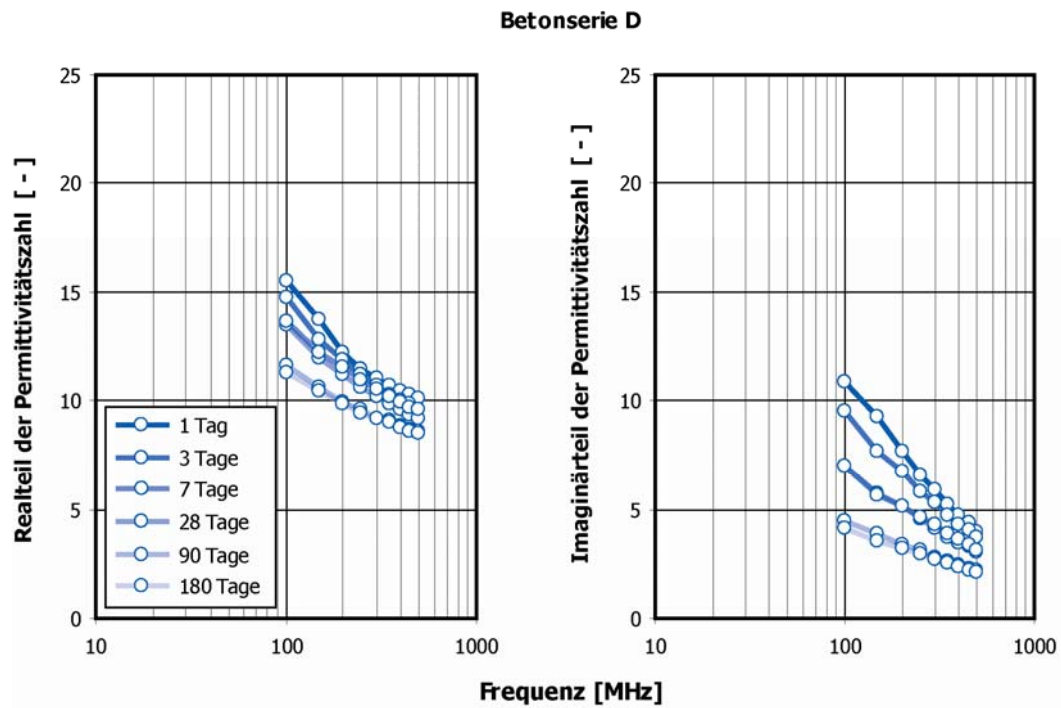 Betonserie D
Realteil der Permittivitätszahl [ - ]
25
20
15
10
5
0
1 Tag
3 Tage
7 Tage
28 Tage
90 Tage
180 Tage
10
100
1000
Imaginärteil der Permittivitätszahl [ - ]
25
20
15
10
5
0
10
100
1000
Frequenz [MHz]